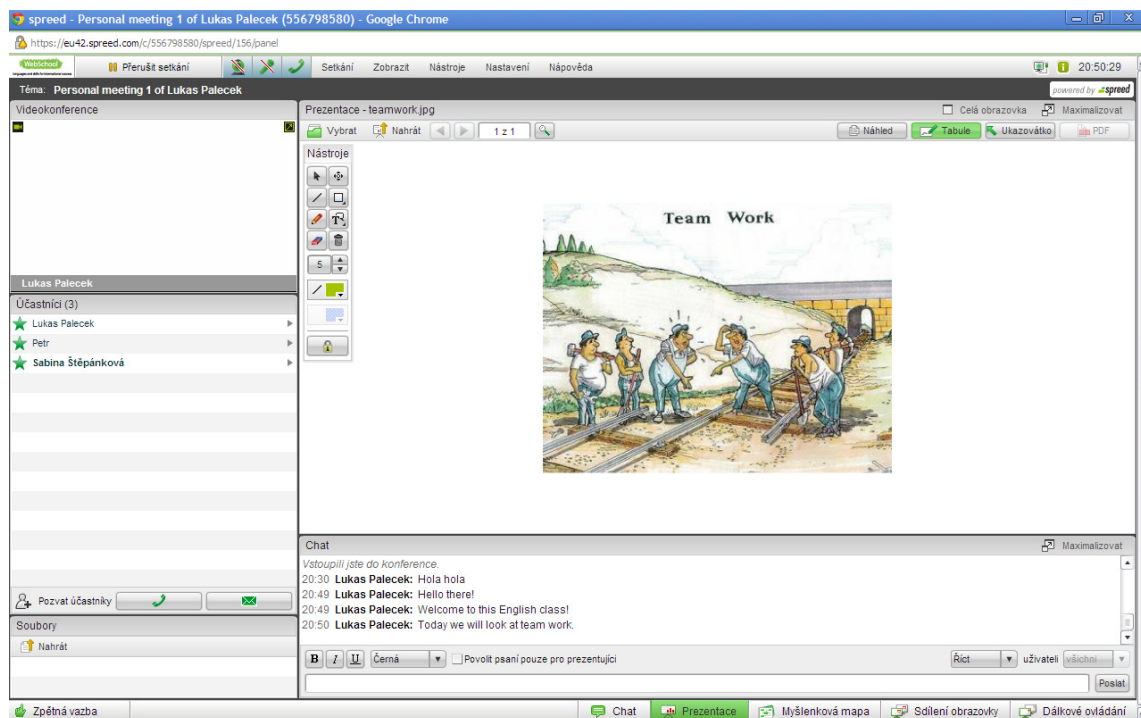 spreed - Personal meeting 1 of Lukas Palecek (556798580) - Google Chrome
https://eu42.spreed.com/c/556798580/spreed/156/panel
WebSchool
Přerušit setkání
Setkání Zobrazit Nástroje Nastavení Nápověda
20:50:29
Téma: Personal meeting 1 of Lukas Palecek
powered by spreed
Videokonference
Lukas Palecek
Účastníci (3)
Lukas Palecek
Petr
Sabina Štěpánková
Pozvat účastníky
Soubory
Nahrát
Prezentace - teamwork.jpg
Celá obrazovka Maximalizovat
Vybrat Nahrát 1 z 1 Náhled Tabule Ukazovátko PDF
Nástroje
5
Team Work
Chat Maximalizovat
Vstoupili jste do konference.
20:30 Lukas Palecek: Hola hola
20:49 Lukas Palecek: Hello there!
20:49 Lukas Palecek: Welcome to this English class!
20:50 Lukas Palecek: Today we will look at team work.
B I U Černá Povolit psaní pouze pro prezentující Říct uživateli všichni
Poslat
Zpětná vazba Chat Prezentace Myšlenková mapa Sdílení obrazovky Dálkové ovládání